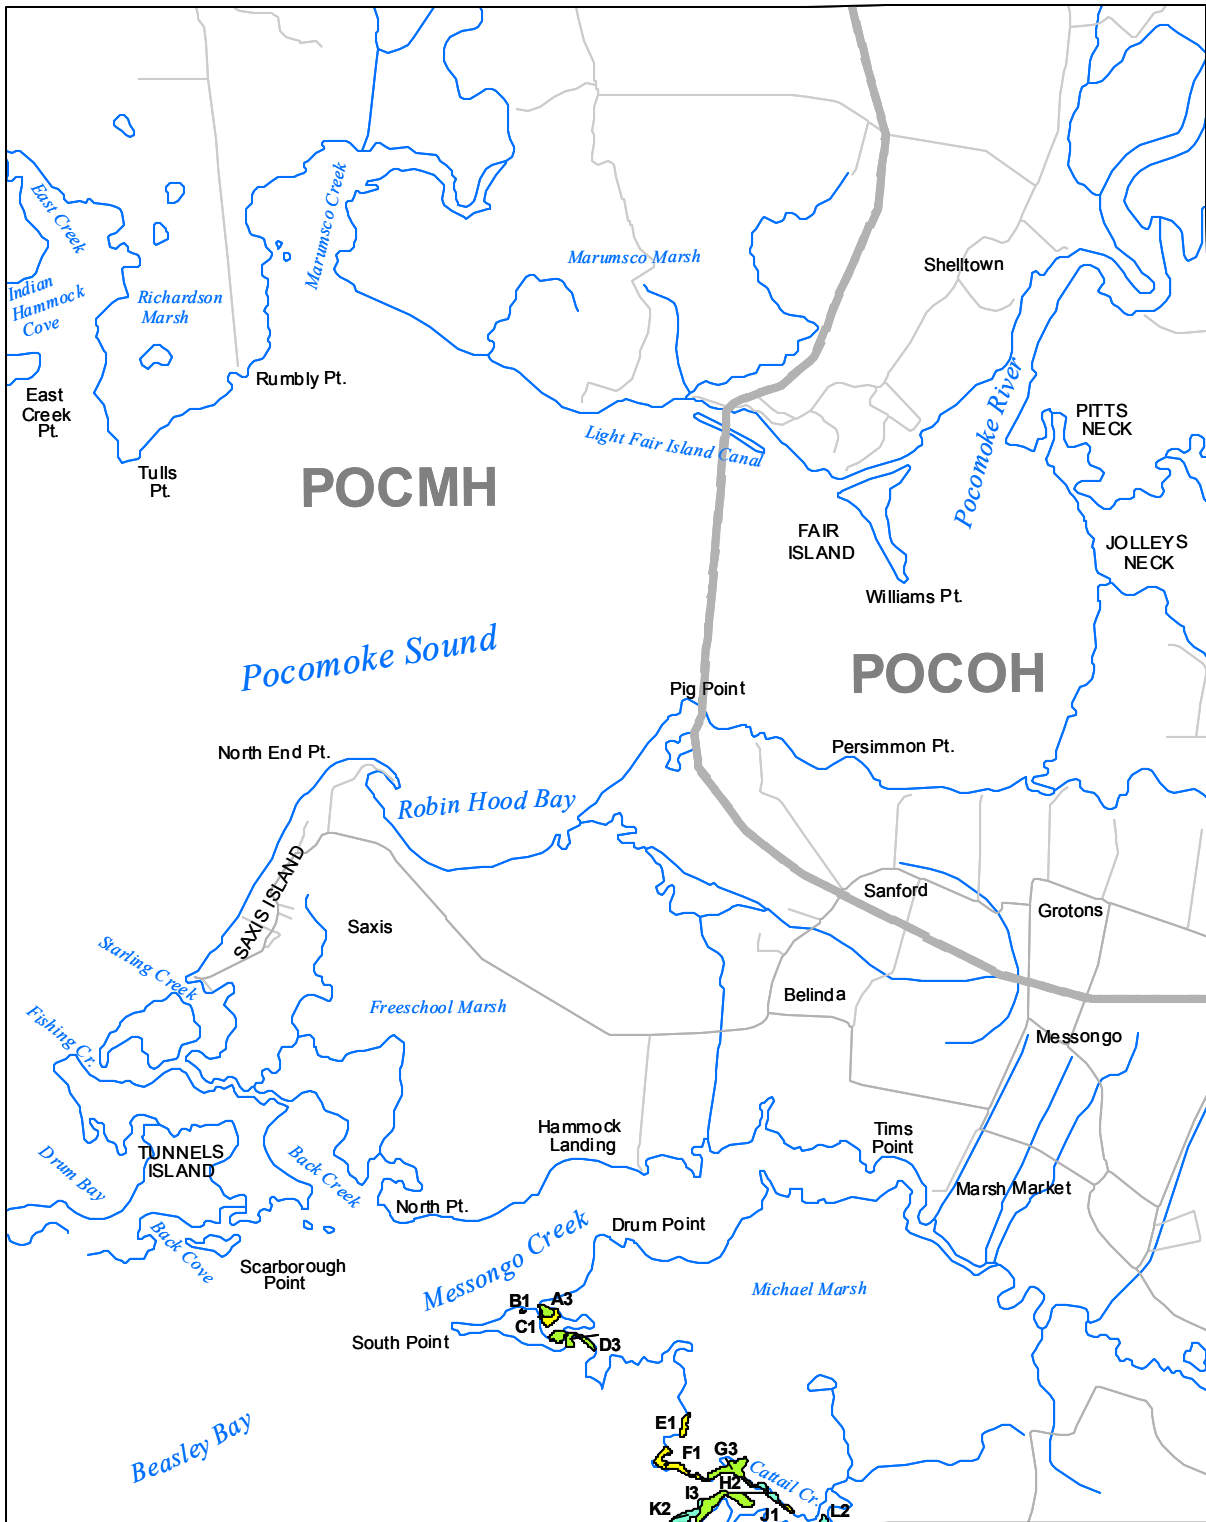 East Creek
Marumsco Creek
Marumsco Marsh
Shelltown
Indian
Hammock
Cove
Richardson
Marsh
Rumbly Pt.
East
Creek
Pt.
Pocomoke River
PITTS
NECK
Light Fair Island Canal
Tulls
Pt.
POCMH
FAIR
ISLAND
JOLLEYS
NECK
Williams Pt.
Pocomoke Sound
POCOH
Pig Point
North End Pt.
Persimmon Pt.
Robin Hood Bay
SAXIS ISLAND
Sanford
Grotons
Saxis
Starling Creek
Belinda
Freeschool Marsh
Fishing Cr.
Messongo
Hammock
Landing
Tims
Point
TUNNELS
ISLAND
Drum Bay
Back Creek
Marsh Market
North Pt.
Drum Point
Back Cove
Messongo Creek
Scarborough
Point
Michael Marsh
B1
A3
C1
South Point
D3
Beasley Bay
E1
F1
G3
Cattail Cr.
H2
I3
K2
J1
L2